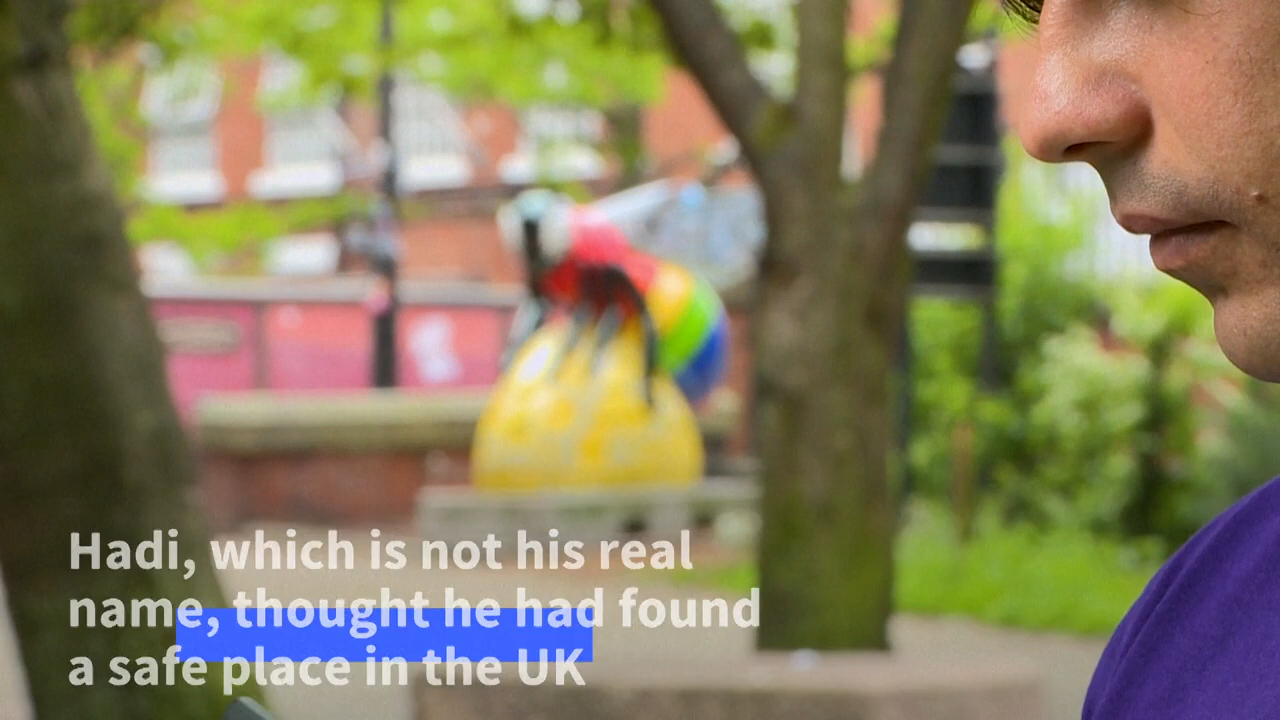 Hadi, which is not his real
name, thought he had found
a safe place in the UK